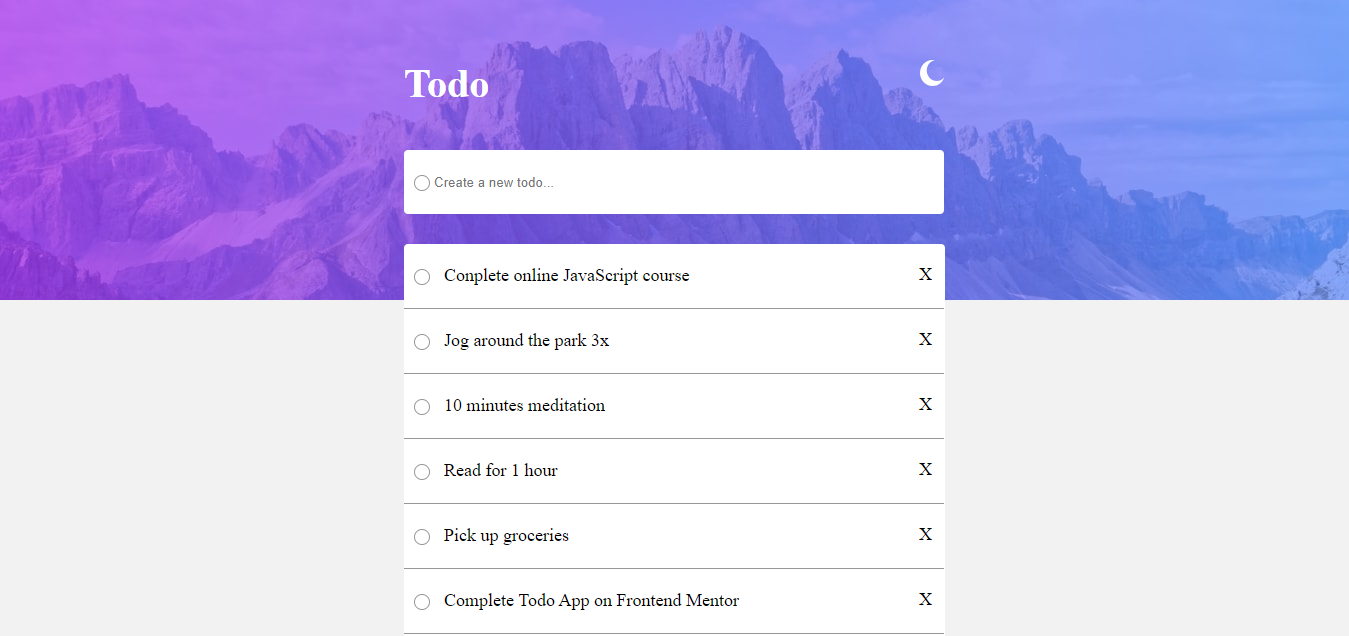 Todo
Create a new todo...
Conplete online JavaScript course X
Jog around the park 3x X
10 minutes meditation X
Read for 1 hour X
Pick up groceries X
Complete Todo App on Frontend Mentor X